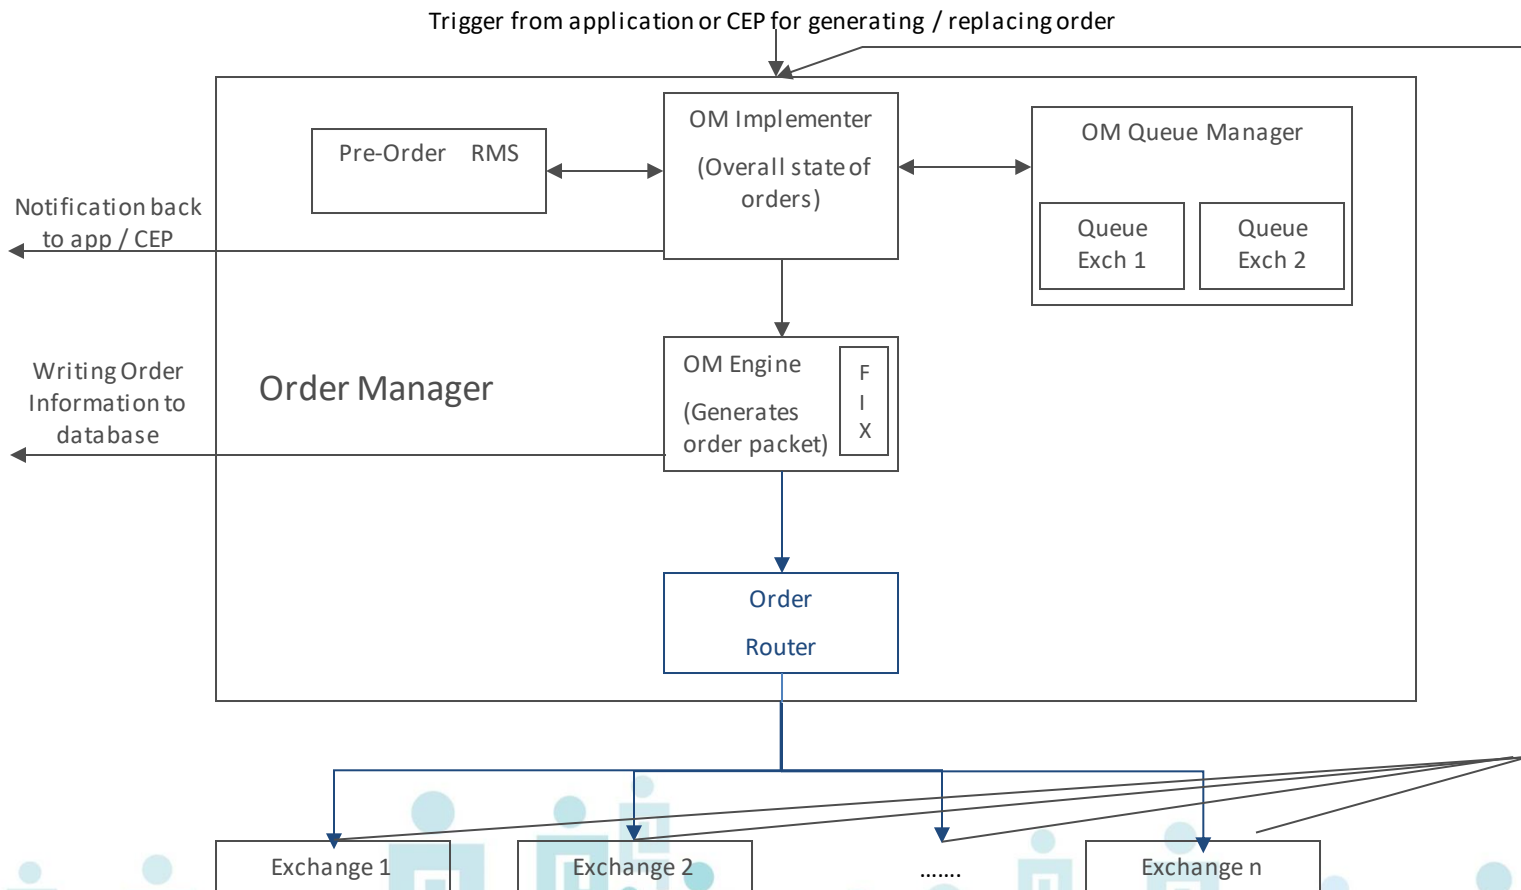 Trigger from application or CEP for generating / replacing order
Pre-Order RMS
OM Implementer
(Overall state of
orders)
OM Queue Manager
Queue
Exch 1
Queue
Exch 2
Notification back
to app / CEP
Writing Order
Information to
database
Order Manager
OM Engine
(Generates
order packet)
F
I
X
Order
Router
Exchange 1
Exchange 2
.......
Exchange n